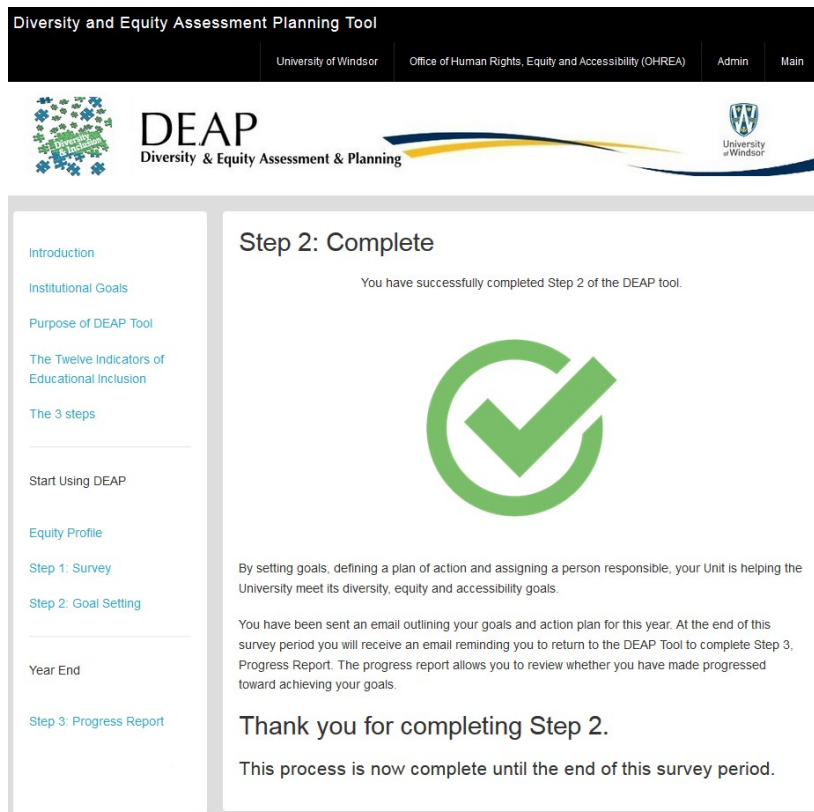 Diversity and Equity Assessment Planning Tool
University of Windsor Office of Human Rights, Equity and Accessibility (OHREA) Admin Main
Diversity
& Inclusion
DEAP
Diversity & Equity Assessment & Planning
University
of Windsor
Introduction
Institutional Goals
Purpose of DEAP Tool
The Twelve Indicators of
Educational Inclusion
The 3 steps
Start Using DEAP
Equity Profile
Step 1: Survey
Step 2: Goal Setting
Year End
Step 3: Progress Report
Step 2: Complete
You have successfully completed Step 2 of the DEAP tool.
By setting goals, defining a plan of action and assigning a person responsible, your Unit is helping the
University meet its diversity, equity and accessibility goals.
You have been sent an email outlining your goals and action plan for this year. At the end of this
survey period you will receive an email reminding you to return to the DEAP Tool to complete Step 3,
Progress Report. The progress report allows you to review whether you have made progressed
toward achieving your goals.
Thank you for completing Step 2.
This process is now complete until the end of this survey period.